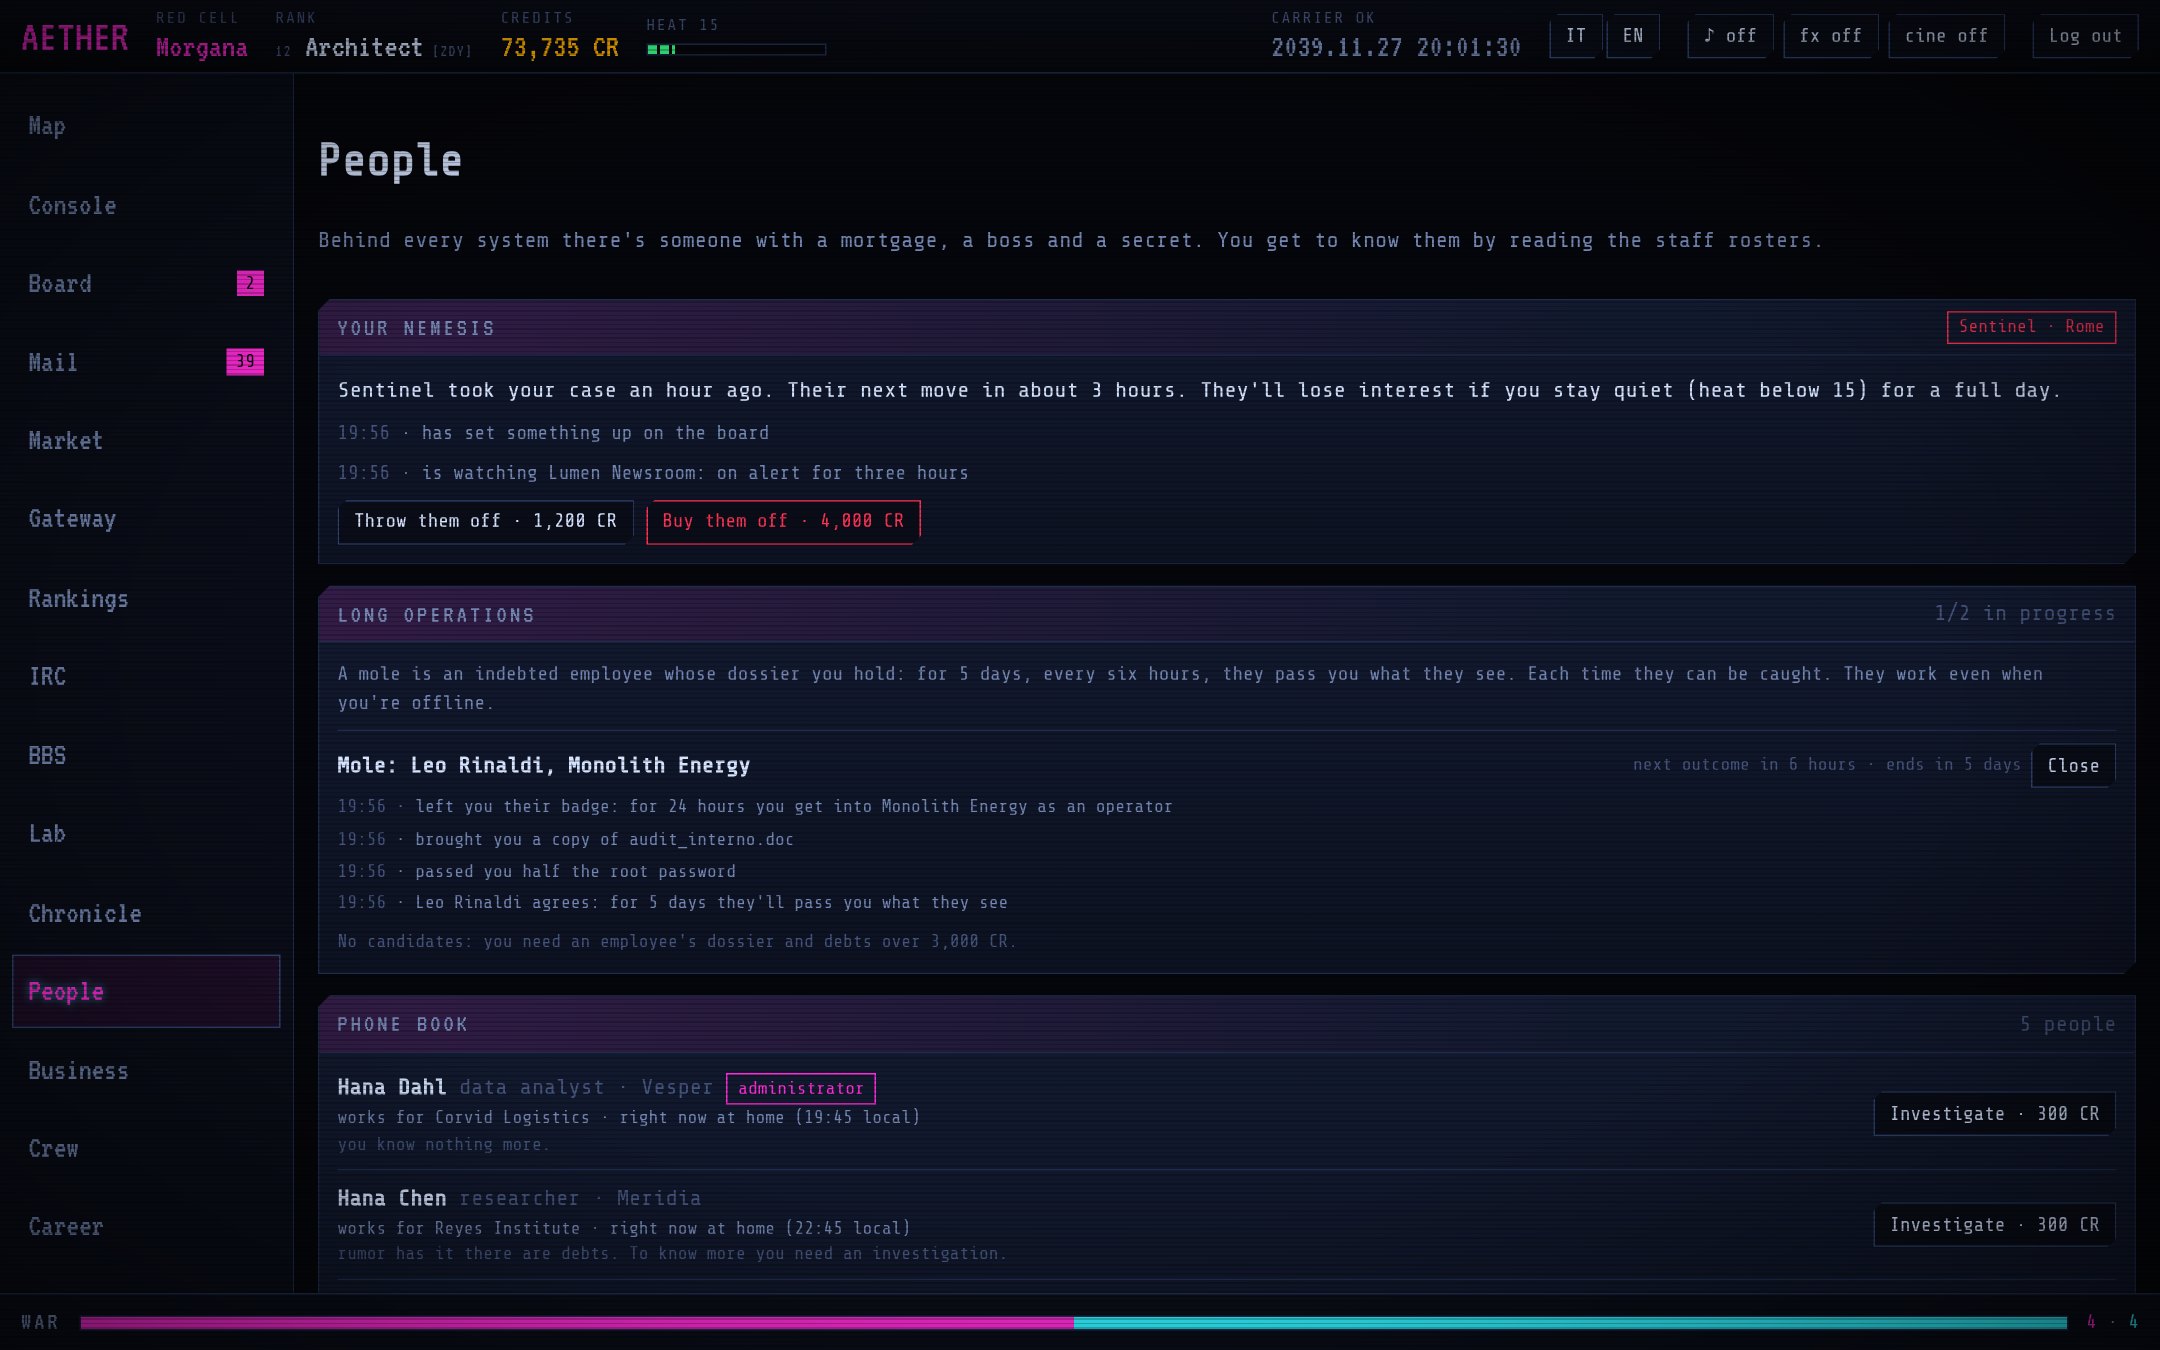 AETHER
RED CELL
Morgana
RANK
12 Architect [ZDY]
CREDITS
73,735 CR
HEAT 15
CARRIER OK
2039.11.27 20:01:30
IT
EN
♪ off
fx off
cine off
Log out
Map
Console
Board 2
Mail 39
Market
Gateway
Rankings
IRC
BBS
Lab
Chronicle
People
Business
Crew
Career
People
Behind every system there's someone with a mortgage, a boss and a secret. You get to know them by reading the staff rosters.
YOUR NEMESIS
Sentinel · Rome
Sentinel took your case an hour ago. Their next move in about 3 hours. They'll lose interest if you stay quiet (heat below 15) for a full day.
19:56 · has set something up on the board
19:56 · is watching Lumen Newsroom: on alert for three hours
Throw them off · 1,200 CR
Buy them off · 4,000 CR
LONG OPERATIONS
1/2 in progress
A mole is an indebted employee whose dossier you hold: for 5 days, every six hours, they pass you what they see. Each time they can be caught. They work even when
you're offline.
Mole: Leo Rinaldi, Monolith Energy
next outcome in 6 hours · ends in 5 days
Close
19:56 · left you their badge: for 24 hours you get into Monolith Energy as an operator
19:56 · brought you a copy of audit_interno.doc
19:56 · passed you half the root password
19:56 · Leo Rinaldi agrees: for 5 days they'll pass you what they see
No candidates: you need an employee's dossier and debts over 3,000 CR.
PHONE BOOK
5 people
Hana Dahl data analyst · Vesper administrator
works for Corvid Logistics · right now at home (19:45 local)
you know nothing more.
Investigate · 300 CR
Hana Chen researcher · Meridia
works for Reyes Institute · right now at home (22:45 local)
rumor has it there are debts. To know more you need an investigation.
Investigate · 300 CR
WAR
4 · 4